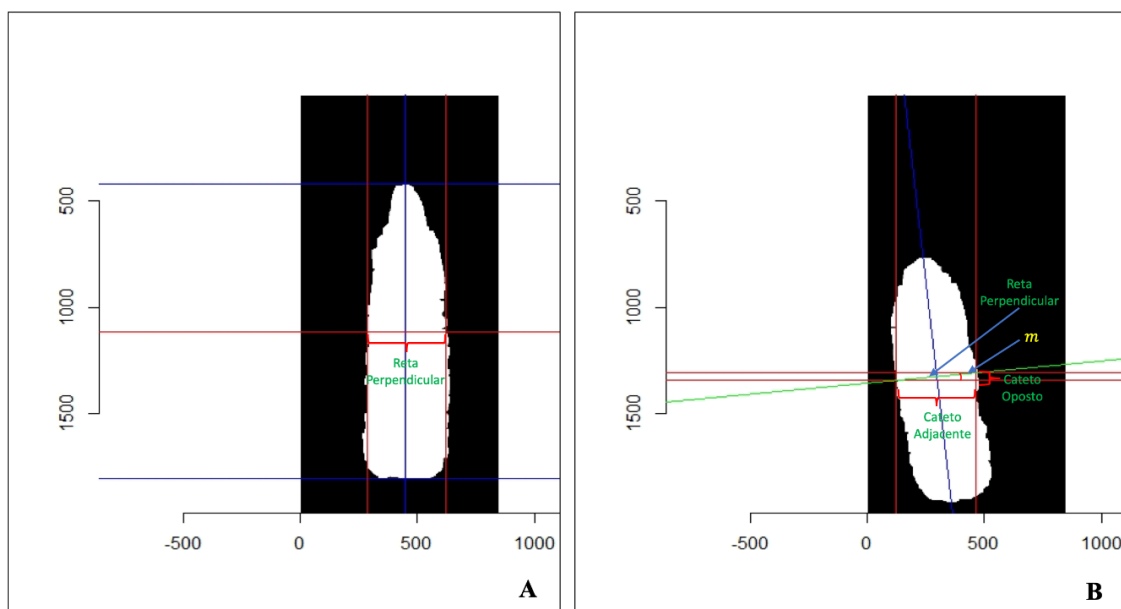 500
1000
1500
Reta
Perpendicular
-500
0
500
1000
A
500
1000
1500
Reta
Perpendicular
m
Cateto
Oposto
Cateto
Adjacente
-500
0
500
1000
B